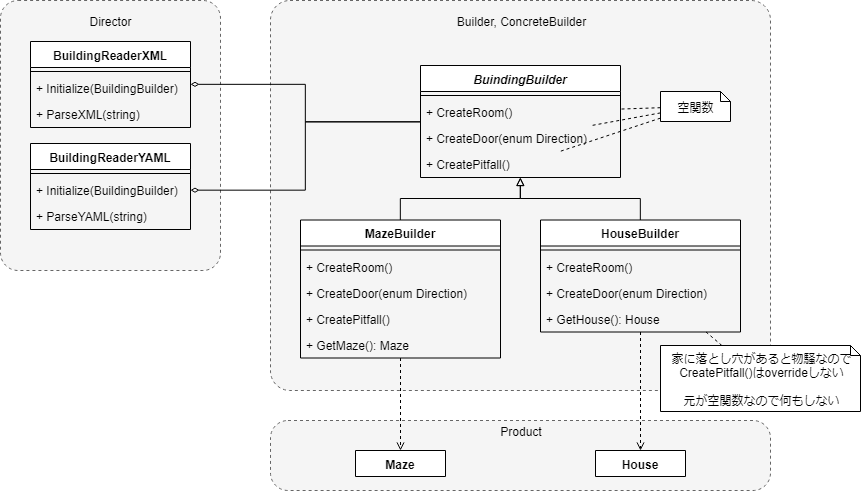 Director
BuildingReaderXML
+ Initialize(BuildingBuilder)
+ ParseXML(string)
BuildingReaderYAML
+ Initialize(BuildingBuilder)
+ ParseYAML(string)
Builder, ConcreteBuilder
BuindingBuilder
+ CreateRoom()
+ CreateDoor(enum Direction)
+ CreatePitfall()
空関数
MazeBuilder
+ CreateRoom()
+ CreateDoor(enum Direction)
+ CreatePitfall()
+ GetMaze(): Maze
HouseBuilder
+ CreateRoom()
+ CreateDoor(enum Direction)
+ GetHouse(): House
家に落とし穴があると物騒なので
CreatePitfall()はoverrideしない
元が空関数なので何もしない
Product
Maze
House